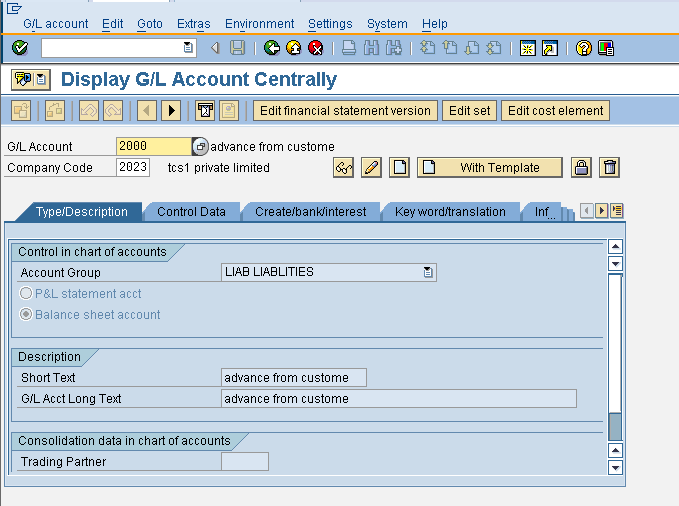 G/L account Edit Goto Extras Environment Settings System Help
Display G/L Account Centrally
Edit financial statement version Edit set Edit cost element
G/L Account 2000 advance from custome
Company Code 2023 tcs1 private limited With Template
Type/Description Control Data Create/bank/interest Key word/translation Inf...
Control in chart of accounts
Account Group LIAB LIABLITIES
P&L statement acct
Balance sheet account
Description
Short Text advance from custome
G/L Acct Long Text advance from custome
Consolidation data in chart of accounts
Trading Partner